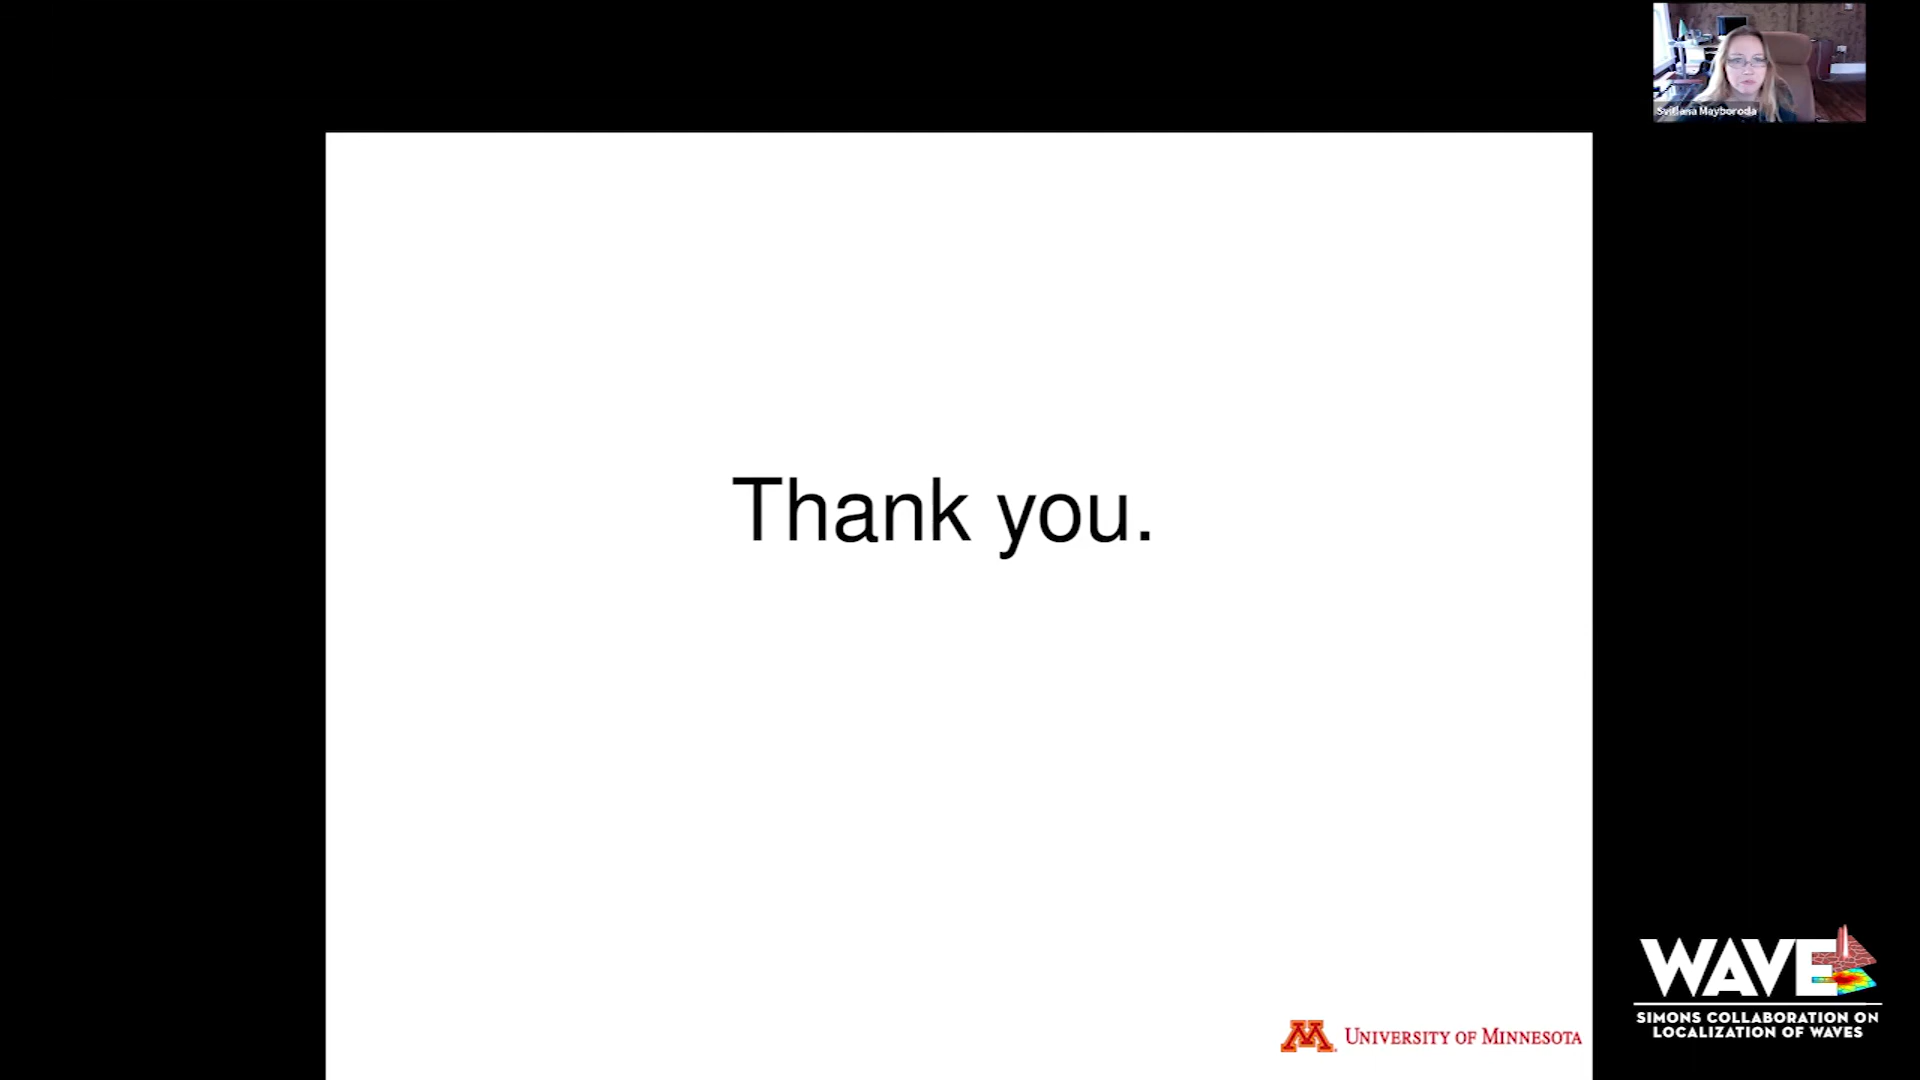 Svitlana Mayboroda
Thank you.
M
UNIVERSITY OF MINNESOTA
WAVE
SIMONS COLLABORATION ON
LOCALIZATION OF WAVES